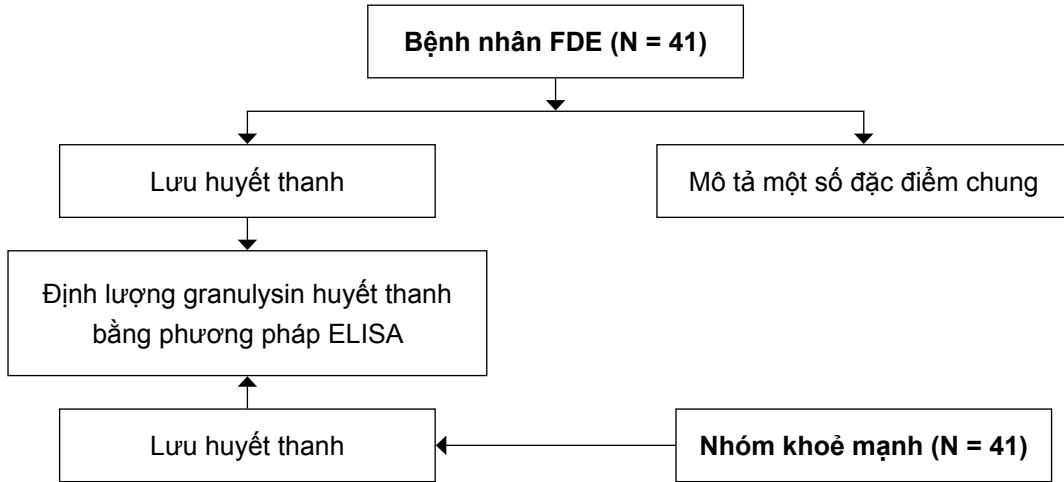 Bệnh nhân FDE (N = 41)
Lưu huyết thanh
Mô tả một số đặc điểm chung
Định lượng granulysin huyết thanh
bằng phương pháp ELISA
Lưu huyết thanh
Nhóm khoẻ mạnh (N = 41)